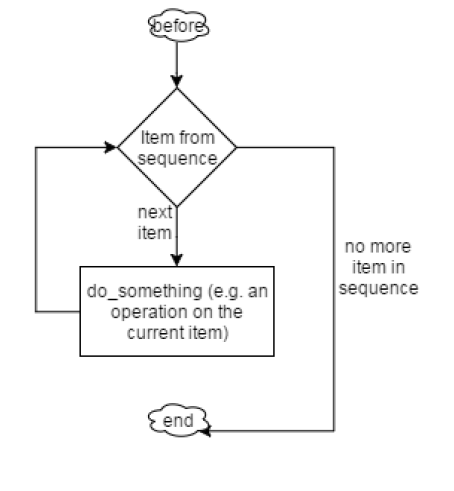 before
Item from
sequence
next
item
no more
item in
sequence
do_something (e.g. an
operation on the
current item)
end